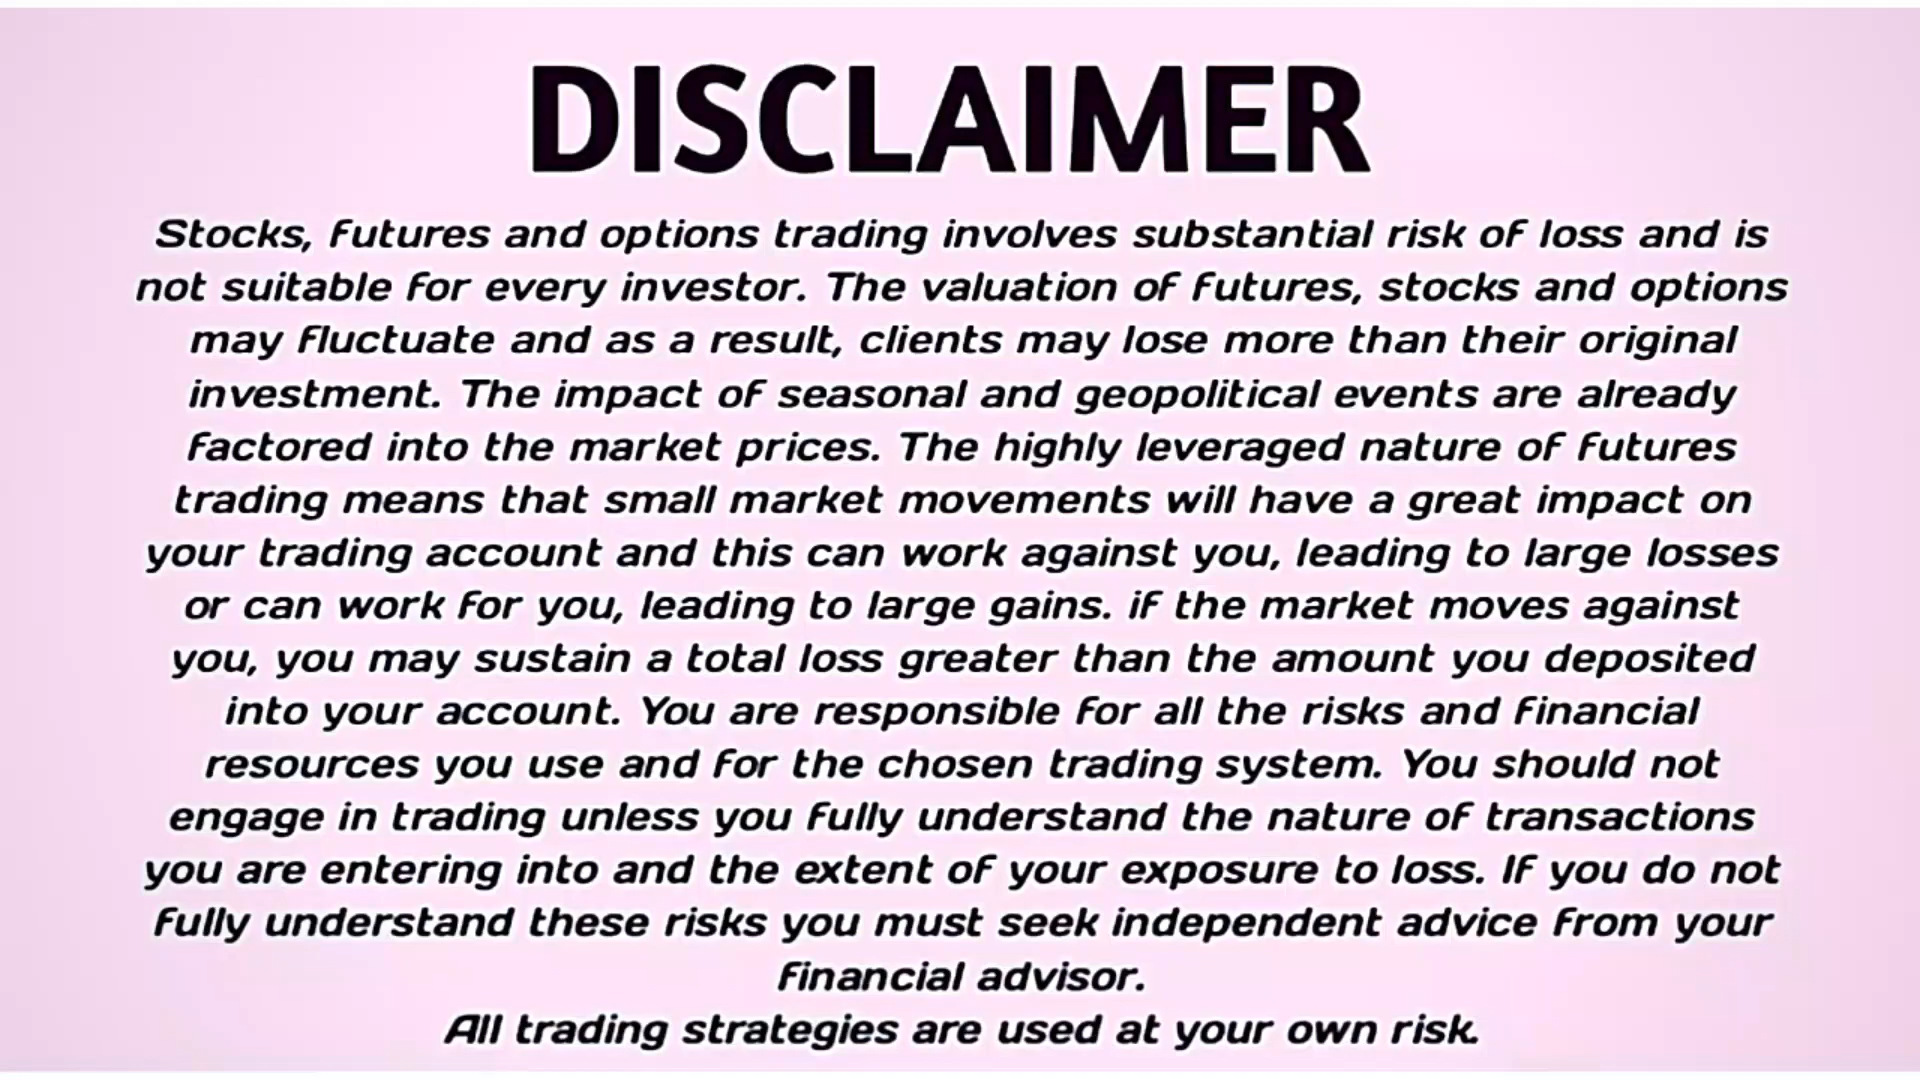 DISCLAIMER
Stocks, futures and options trading involves substantial risk of loss and is
not suitable for every investor. The valuation of futures, stocks and options
may fluctuate and as a result, clients may lose more than their original
investment. The impact of seasonal and geopolitical events are already
factored into the market prices. The highly leveraged nature of futures
trading means that small market movements will have a great impact on
your trading account and this can work against you, leading to large losses
or can work for you, leading to large gains. if the market moves against
you, you may sustain a total loss greater than the amount you deposited
into your account. You are responsible for all the risks and financial
resources you use and for the chosen trading system. You should not
engage in trading unless you fully understand the nature of transactions
you are entering into and the extent of your exposure to loss. If you do not
fully understand these risks you must seek independent advice from your
financial advisor.
All trading strategies are used at your own risk.